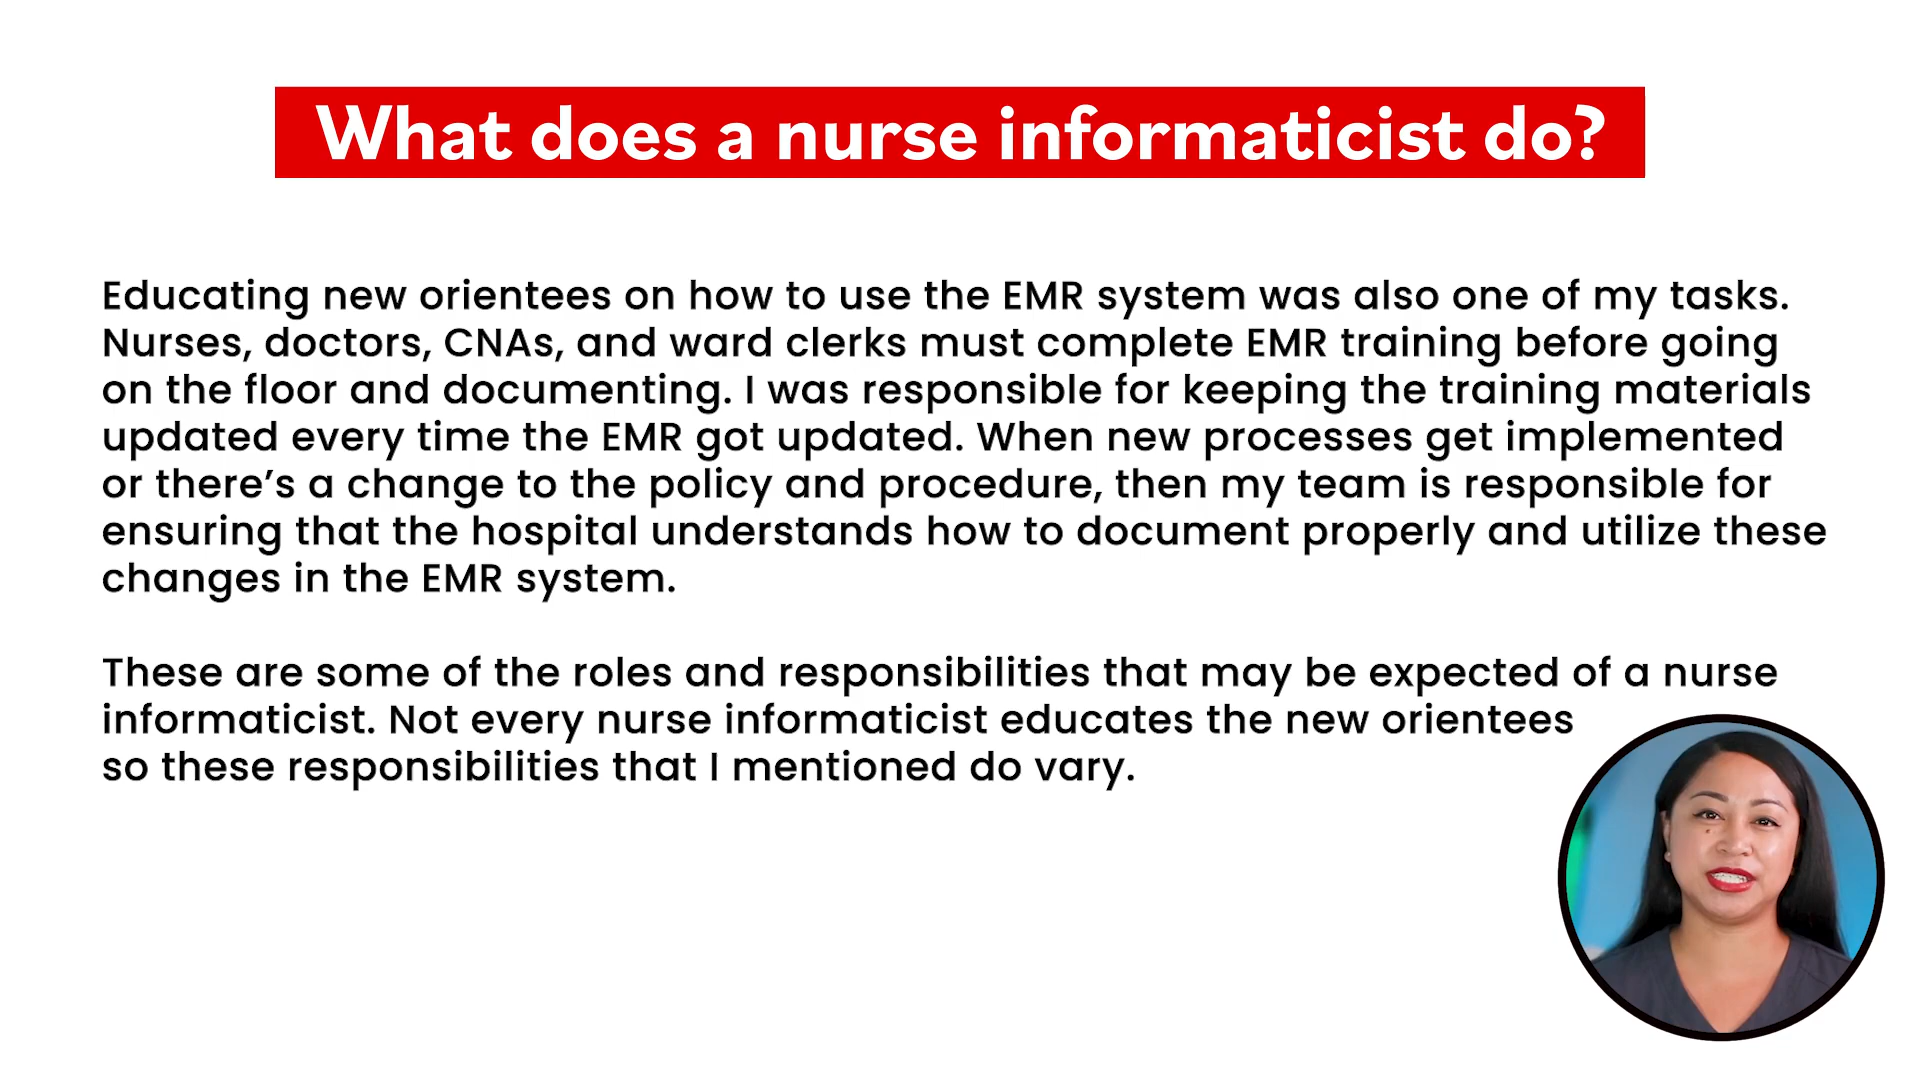 What does a nurse informaticist do?
Educating new orientees on how to use the EMR system was also one of my tasks.
Nurses, doctors, CNAs, and ward clerks must complete EMR training before going
on the floor and documenting. I was responsible for keeping the training materials
updated every time the EMR got updated. When new processes get implemented
or there’s a change to the policy and procedure, then my team is responsible for
ensuring that the hospital understands how to document properly and utilize these
changes in the EMR system.
These are some of the roles and responsibilities that may be expected of a nurse
informaticist. Not every nurse informaticist educates the new orientees
so these responsibilities that I mentioned do vary.